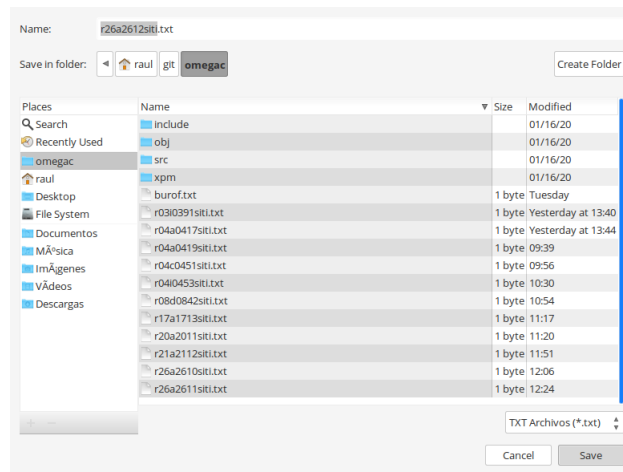 Name: r26a2612siti.txt
Save in folder: raul git omegac Create Folder
Places Name Size Modified
Search include 01/16/20
Recently Used obj 01/16/20
omegac src 01/16/20
raul xpm 01/16/20
Desktop burof.txt 1 byte Tuesday
File System r03i0391siti.txt 1 byte Yesterday at 13:40
Documentos r04a0417siti.txt 1 byte Yesterday at 13:44
MÃºsica r04a0419siti.txt 1 byte 09:39
ImÃ¡genes r04c0451siti.txt 1 byte 09:56
VÃdeos r04i0453siti.txt 1 byte 10:30
Descargas r08d0842siti.txt 1 byte 10:54
r17a1713siti.txt 1 byte 11:17
r20a2011siti.txt 1 byte 11:20
r21a2112siti.txt 1 byte 11:51
r26a2610siti.txt 1 byte 12:06
r26a2611siti.txt 1 byte 12:24
TXT Archivos (*.txt)
Cancel Save